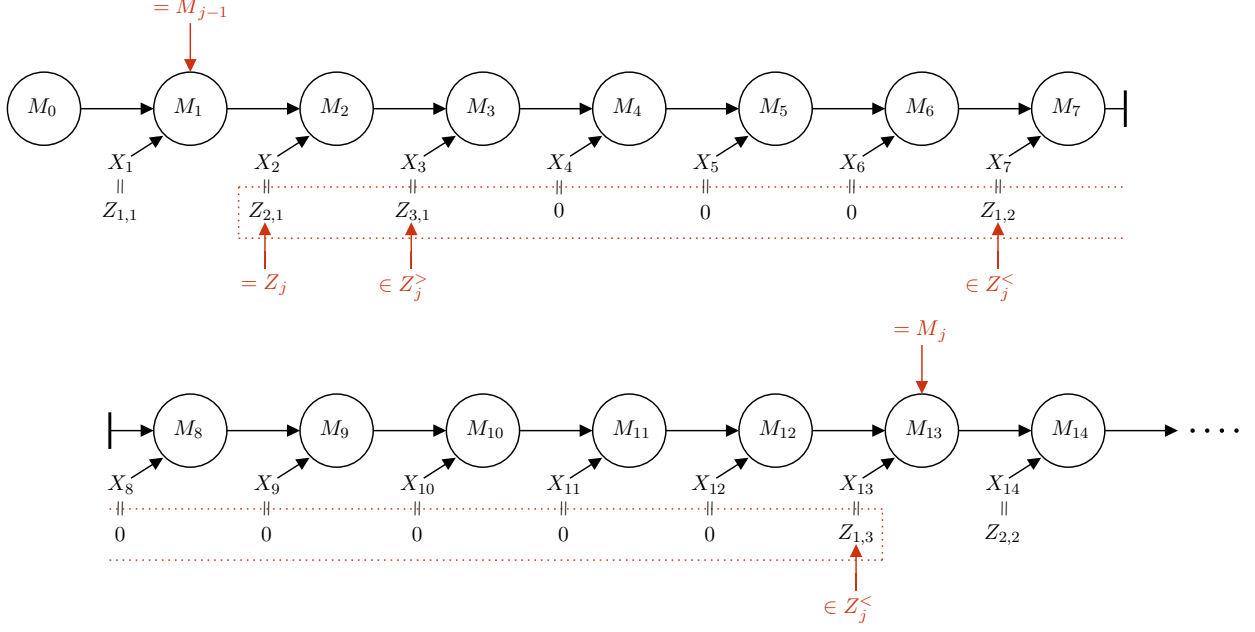 = M_{j−1}
M_0 M_1 M_2 M_3 M_4 M_5 M_6 M_7
X_1 X_2 X_3 X_4 X_5 X_6 X_7
= = = = = = =
Z_{1,1} Z_{2,1} Z_{3,1} 0 0 0 Z_{1,2}
= Z_j ∈ Z_j^> ∈ Z_j^<
= M_j
M_8 M_9 M_{10} M_{11} M_{12} M_{13} M_{14} ····
X_8 X_9 X_{10} X_{11} X_{12} X_{13} X_{14}
= = = = = = =
0 0 0 0 0 Z_{1,3} Z_{2,2}
∈ Z_j^<